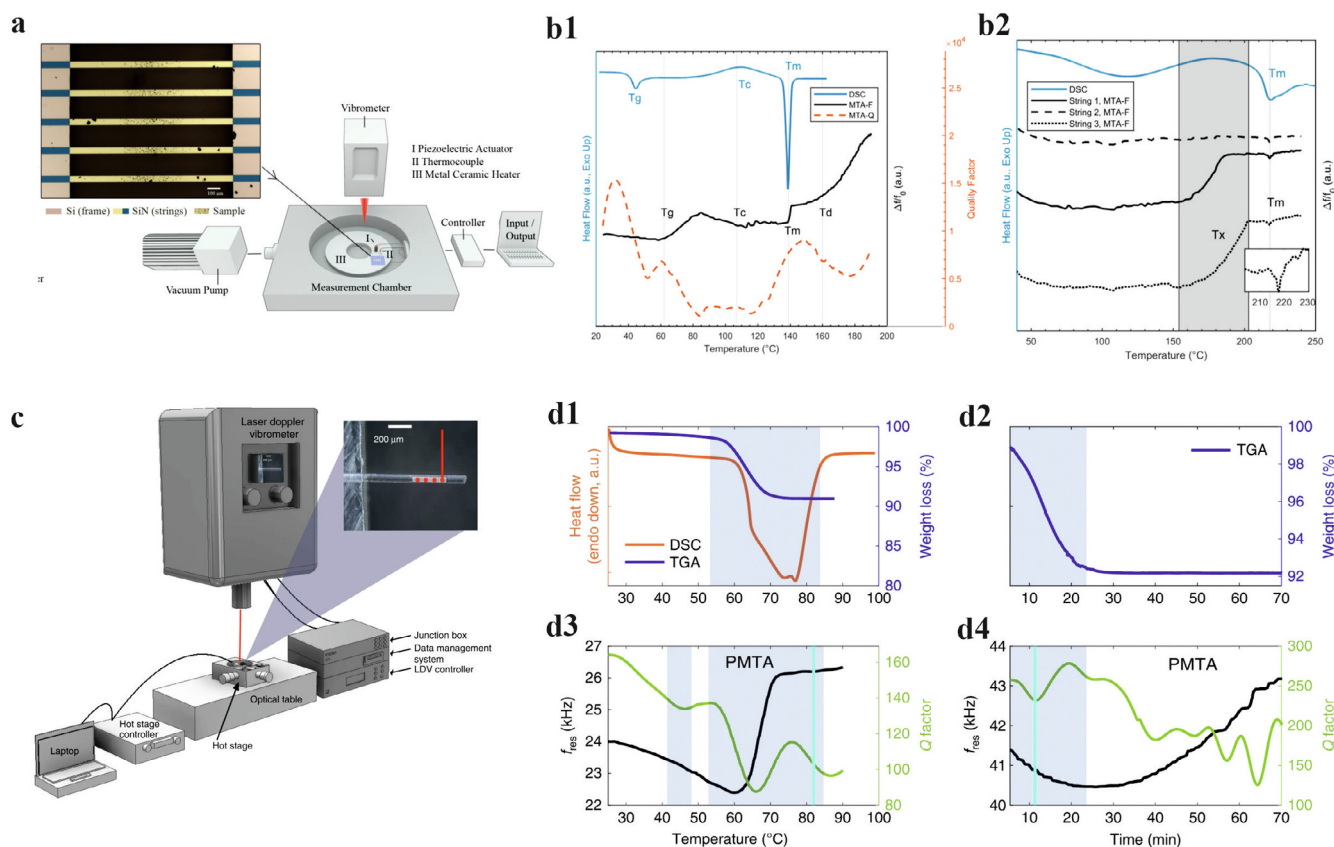 a
100 µm
Si (frame) SiN (strings) Sample
er
Vibrometer
I Piezoelectric Actuator
II Thermocouple
III Metal Ceramic Heater
Controller
Input /
Output
I
II
III
Vacuum Pump
Measurement Chamber
b1
Heat Flow (a.u., Exo Up)
Tg
Tc
Tm
DSC
MTA-F
MTA-Q
Tg
Tc
Tm
Td
20 40 60 80 100 120 140 160 180 200
Temperature (°C)
Δf/f₀ (a.u.)
×10⁴
3
2.5
2
1.5
1
0.5
0
Quality Factor
b2
Heat Flow (a.u., Exo Up)
DSC
String 1, MTA-F
String 2, MTA-F
String 3, MTA-F
Tm
Tm
Tx
210 220 230
50 100 150 200 250
Temperature (°C)
Δf/f₀ (a.u.)
c
Laser doppler
vibrometer
200 µm
Junction box
Data management
system
LDV controller
Optical table
Hot stage
Hot stage
controller
Laptop
d1
Heat flow
(endo down, a.u.)
DSC
TGA
100
95
90
85
80
Weight loss (%)
30 40 50 60 70 80 90 100
d2
TGA
100
98
96
94
92
Weight loss (%)
10 20 30 40 50 60 70
d3
PMTA
27
26
25
24
23
22
fres
(kHz)
160
140
120
100
80
Q factor
30 40 50 60 70 80 90 100
Temperature (°C)
d4
PMTA
44
43
42
41
40
fres
(kHz)
300
250
200
150
100
Q factor
10 20 30 40 50 60 70
Time (min)